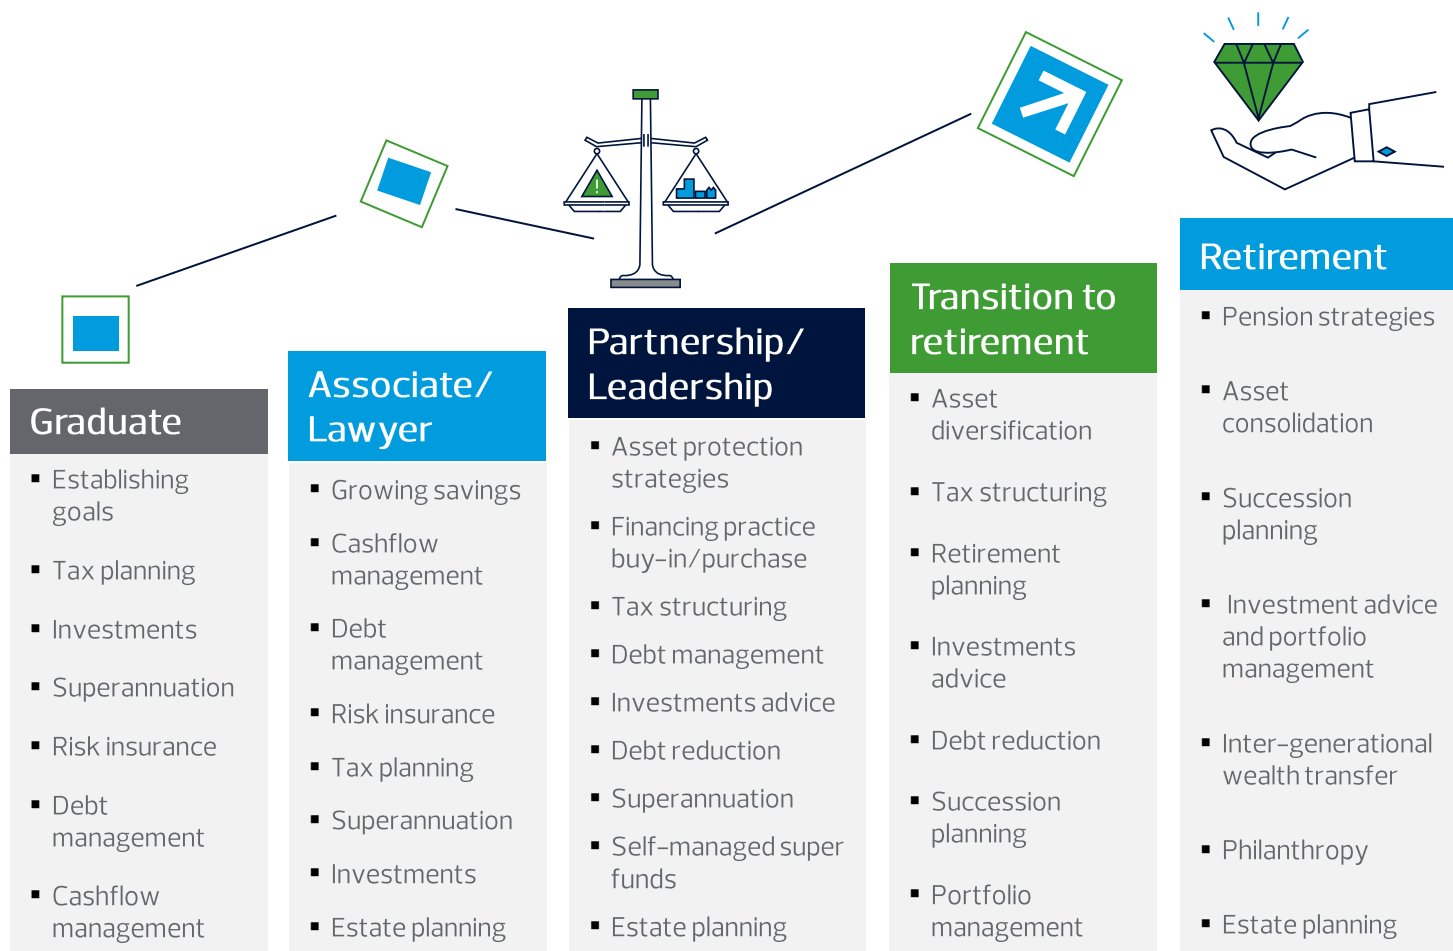 Graduate
▪ Establishing
goals
▪ Tax planning
▪ Investments
▪ Superannuation
▪ Risk insurance
▪ Debt
management
▪ Cashflow
management
Associate/
Lawyer
▪ Growing savings
▪ Cashflow
management
▪ Debt
management
▪ Risk insurance
▪ Tax planning
▪ Superannuation
▪ Investments
▪ Estate planning
Partnership/
Leadership
▪ Asset protection
strategies
▪ Financing practice
buy-in/purchase
▪ Tax structuring
▪ Debt management
▪ Investments advice
▪ Debt reduction
▪ Superannuation
▪ Self-managed super
funds
▪ Estate planning
Transition to
retirement
▪ Asset
diversification
▪ Tax structuring
▪ Retirement
planning
▪ Investments
advice
▪ Debt reduction
▪ Succession
planning
▪ Portfolio
management
Retirement
▪ Pension strategies
▪ Asset
consolidation
▪ Succession
planning
▪ Investment advice
and portfolio
management
▪ Inter-generational
wealth transfer
▪ Philanthropy
▪ Estate planning